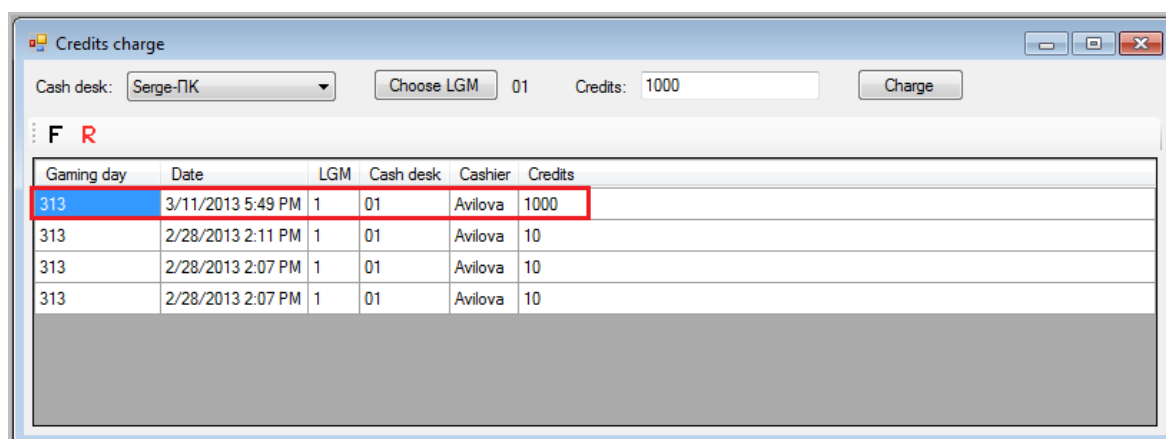 Credits charge
Cash desk: Serge-ПК Choose LGM 01 Credits: 1000 Charge
F R
Gaming day Date LGM Cash desk Cashier Credits
313 3/11/2013 5:49 PM 1 01 Avilova 1000
313 2/28/2013 2:11 PM 1 01 Avilova 10
313 2/28/2013 2:07 PM 1 01 Avilova 10
313 2/28/2013 2:07 PM 1 01 Avilova 10